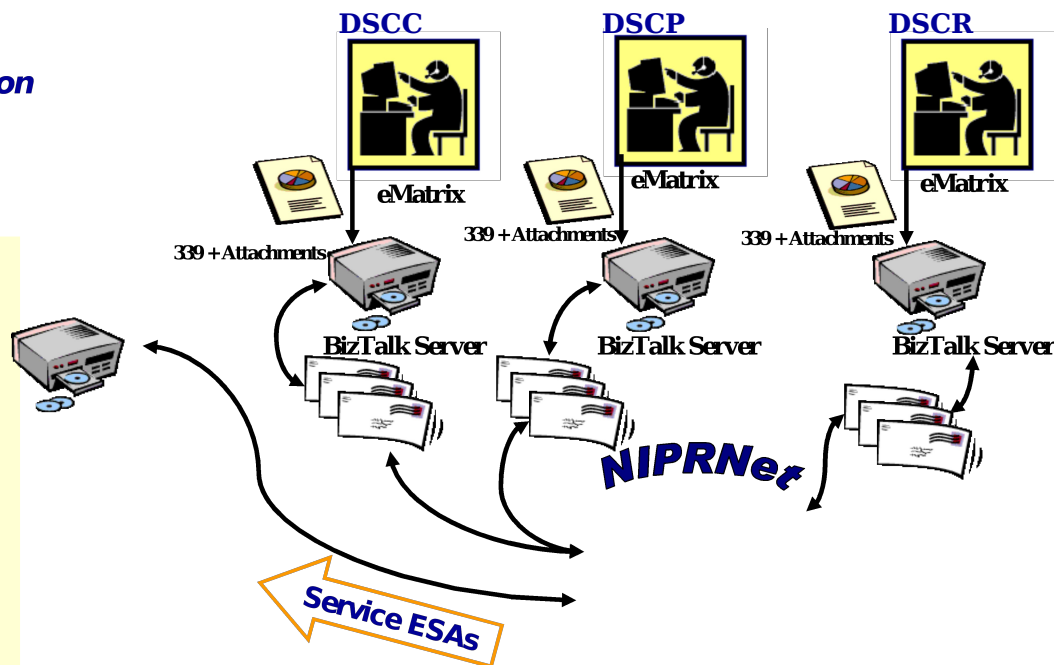 DSCC
DSCP
DSCR
on
eMatrix
eMatrix
eMatrix
339 + Attachments
339 + Attachments
339 + Attachments
BizTalk Server
BizTalk Server
BizTalk Server
NIPRNet
Service ESAs